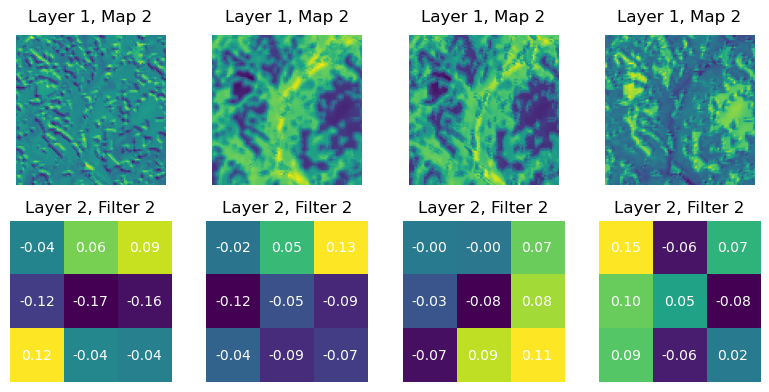 Layer 1, Map 2 Layer 1, Map 2 Layer 1, Map 2 Layer 1, Map 2
Layer 2, Filter 2 Layer 2, Filter 2 Layer 2, Filter 2 Layer 2, Filter 2
-0.04 0.06 0.09 -0.02 0.05 0.13 -0.00 -0.00 0.07 0.15 -0.06 0.07
-0.12 -0.17 -0.16 -0.12 -0.05 -0.09 -0.03 -0.08 0.08 0.10 0.05 -0.08
0.12 -0.04 -0.04 -0.04 -0.09 -0.07 -0.07 0.09 0.11 0.09 -0.06 0.02